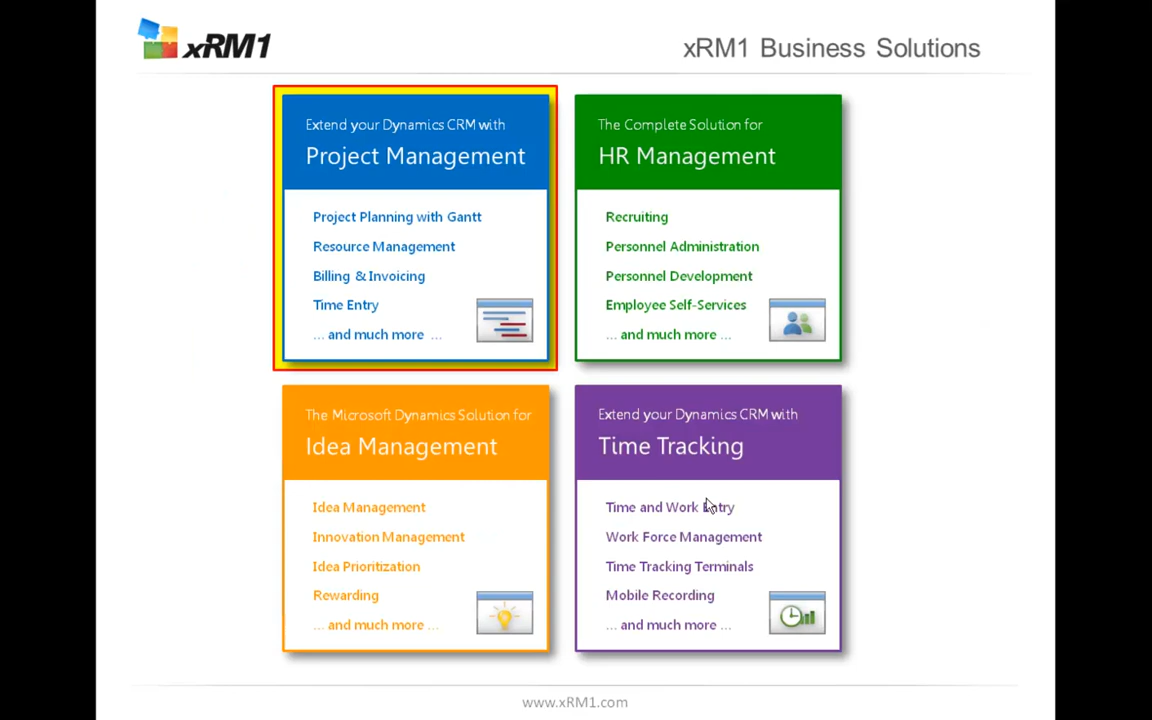 xRM1
xRM1 Business Solutions
Extend your Dynamics CRM with
Project Management
Project Planning with Gantt
Resource Management
Billing & Invoicing
Time Entry
... and much more ...
The Complete Solution for
HR Management
Recruiting
Personnel Administration
Personnel Development
Employee Self-Services
... and much more ...
The Microsoft Dynamics Solution for
Idea Management
Idea Management
Innovation Management
Idea Prioritization
Rewarding
... and much more ...
Extend your Dynamics CRM with
Time Tracking
Time and Work Entry
Work Force Management
Time Tracking Terminals
Mobile Recording
... and much more ...
www.xRM1.com